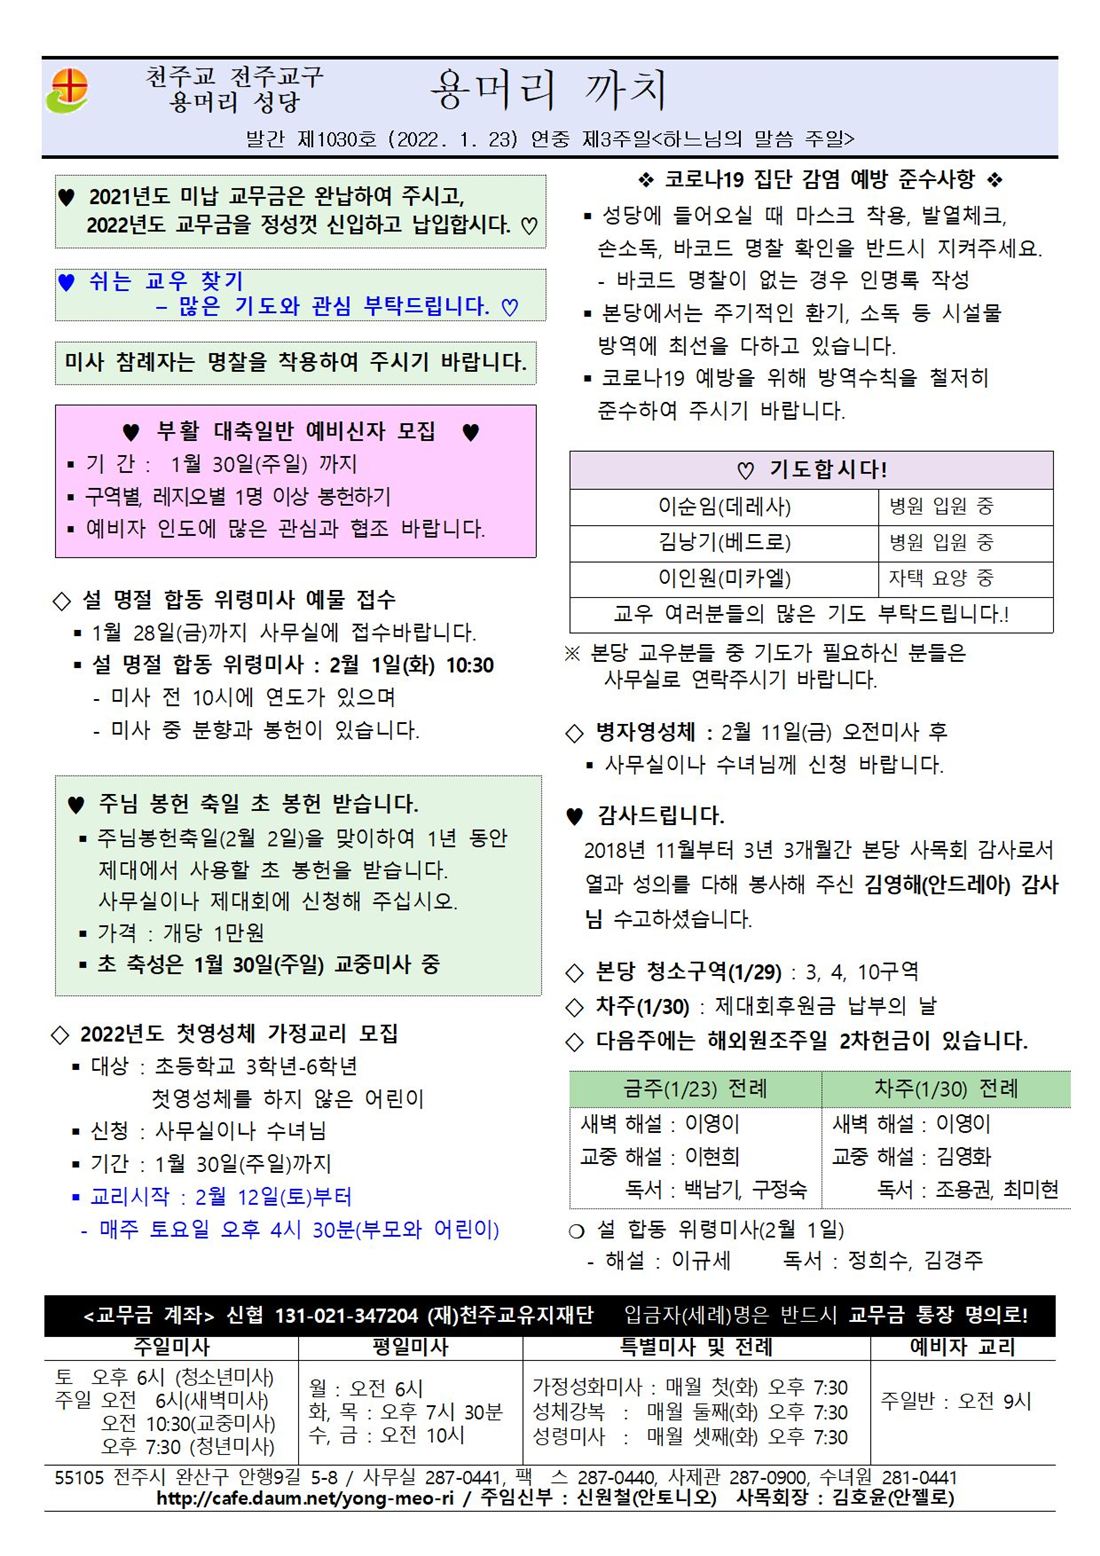 천주교 전주교구
용머리 성당
용머리 까치
발간 제1030호 (2022. 1. 23) 연중 제3주일<하느님의 말씀 주일>
♥ 2021년도 미납 교무금은 완납하여 주시고,
2022년도 교무금을 정성껏 신입하고 납입합시다. ♡
♥ 쉬는 교우 찾기
– 많은 기도와 관심 부탁드립니다. ♡
미사 참례자는 명찰을 착용하여 주시기 바랍니다.
♥ 부활 대축일반 예비신자 모집 ♥
▪ 기 간 : 1월 30일(주일) 까지
▪ 구역별, 레지오별 1명 이상 봉헌하기
▪ 예비자 인도에 많은 관심과 협조 바랍니다.
◇ 설 명절 합동 위령미사 예물 접수
▪ 1월 28일(금)까지 사무실에 접수바랍니다.
▪ 설 명절 합동 위령미사 : 2월 1일(화) 10:30
- 미사 전 10시에 연도가 있으며
- 미사 중 분향과 봉헌이 있습니다.
♥ 주님 봉헌 축일 초 봉헌 받습니다.
▪ 주님봉헌축일(2월 2일)을 맞이하여 1년 동안
제대에서 사용할 초 봉헌을 받습니다.
사무실이나 제대회에 신청해 주십시오.
▪ 가격 : 개당 1만원
▪ 초 축성은 1월 30일(주일) 교중미사 중
◇ 2022년도 첫영성체 가정교리 모집
▪ 대상 : 초등학교 3학년-6학년
첫영성체를 하지 않은 어린이
▪ 신청 : 사무실이나 수녀님
▪ 기간 : 1월 30일(주일)까지
▪ 교리시작 : 2월 12일(토)부터
- 매주 토요일 오후 4시 30분(부모와 어린이)
❖ 코로나19 집단 감염 예방 준수사항 ❖
▪ 성당에 들어오실 때 마스크 착용, 발열체크,
손소독, 바코드 명찰 확인을 반드시 지켜주세요.
- 바코드 명찰이 없는 경우 인명록 작성
▪ 본당에서는 주기적인 환기, 소독 등 시설물
방역에 최선을 다하고 있습니다.
▪ 코로나19 예방을 위해 방역수칙을 철저히
준수하여 주시기 바랍니다.
♡ 기도합시다!
이순임(데레사) 병원 입원 중
김낭기(베드로) 병원 입원 중
이인원(미카엘) 자택 요양 중
교우 여러분들의 많은 기도 부탁드립니다.!
※ 본당 교우분들 중 기도가 필요하신 분들은
사무실로 연락주시기 바랍니다.
◇ 병자영성체 : 2월 11일(금) 오전미사 후
▪ 사무실이나 수녀님께 신청 바랍니다.
♥ 감사드립니다.
2018년 11월부터 3년 3개월간 본당 사목회 감사로서
열과 성의를 다해 봉사해 주신 김영해(안드레아) 감사
님 수고하셨습니다.
◇ 본당 청소구역(1/29) : 3, 4, 10구역
◇ 차주(1/30) : 제대회후원금 납부의 날
◇ 다음주에는 해외원조주일 2차헌금이 있습니다.
금주(1/23) 전례 차주(1/30) 전례
새벽 해설 : 이영이 새벽 해설 : 이영이
교중 해설 : 이현희 교중 해설 : 김영화
독서 : 백남기, 구정숙 독서 : 조용권, 최미현
❍ 설 합동 위령미사(2월 1일)
- 해설 : 이규세 독서 : 정희수, 김경주
<교무금 계좌> 신협 131-021-347204 (재)천주교유지재단 입금자(세례)명은 반드시 교무금 통장 명의로!
주일미사 평일미사 특별미사 및 전례 예비자 교리
토 오후 6시 (청소년미사)
주일 오전 6시(새벽미사)
오전 10:30(교중미사)
오후 7:30 (청년미사)
월 : 오전 6시
화, 목 : 오후 7시 30분
수, 금 : 오전 10시
가정성화미사 : 매월 첫(화) 오후 7:30
성체강복 : 매월 둘째(화) 오후 7:30
성령미사 : 매월 셋째(화) 오후 7:30
주일반 : 오전 9시
55105 전주시 완산구 안행9길 5-8 / 사무실 287-0441, 팩 스 287-0440, 사제관 287-0900, 수녀원 281-0441
http://cafe.daum.net/yong-meo-ri / 주임신부 : 신원철(안토니오) 사목회장 : 김호윤(안젤로)